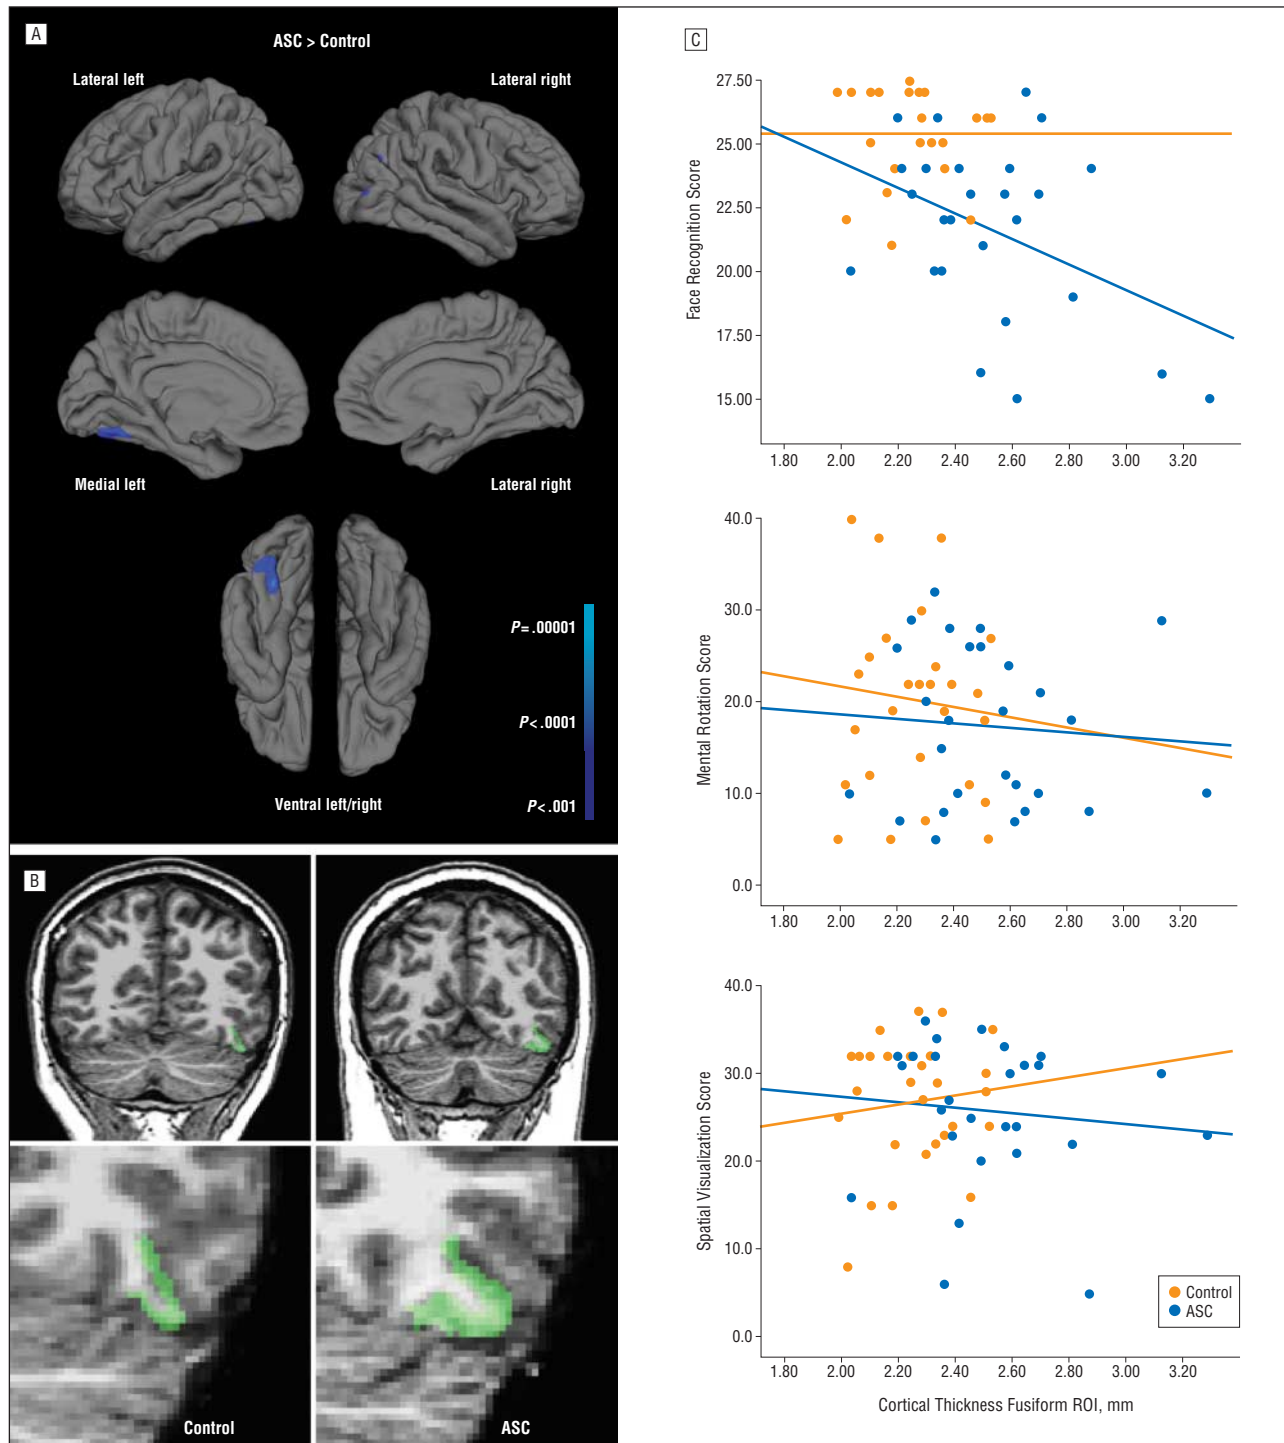 A
ASC > Control
Lateral left
Lateral right
Medial left
Lateral right
P=.00001
P<.0001
P<.001
Ventral left/right
B
Control
ASC
C
27.50
25.00
22.50
20.00
17.50
15.00
Face Recognition Score
1.80 2.00 2.20 2.40 2.60 2.80 3.00 3.20
40.0
30.0
20.0
10.0
0.0
Mental Rotation Score
1.80 2.00 2.20 2.40 2.60 2.80 3.00 3.20
40.0
30.0
20.0
10.0
0.0
Spatial Visualization Score
Control
ASC
1.80 2.00 2.20 2.40 2.60 2.80 3.00 3.20
Cortical Thickness Fusiform ROI, mm